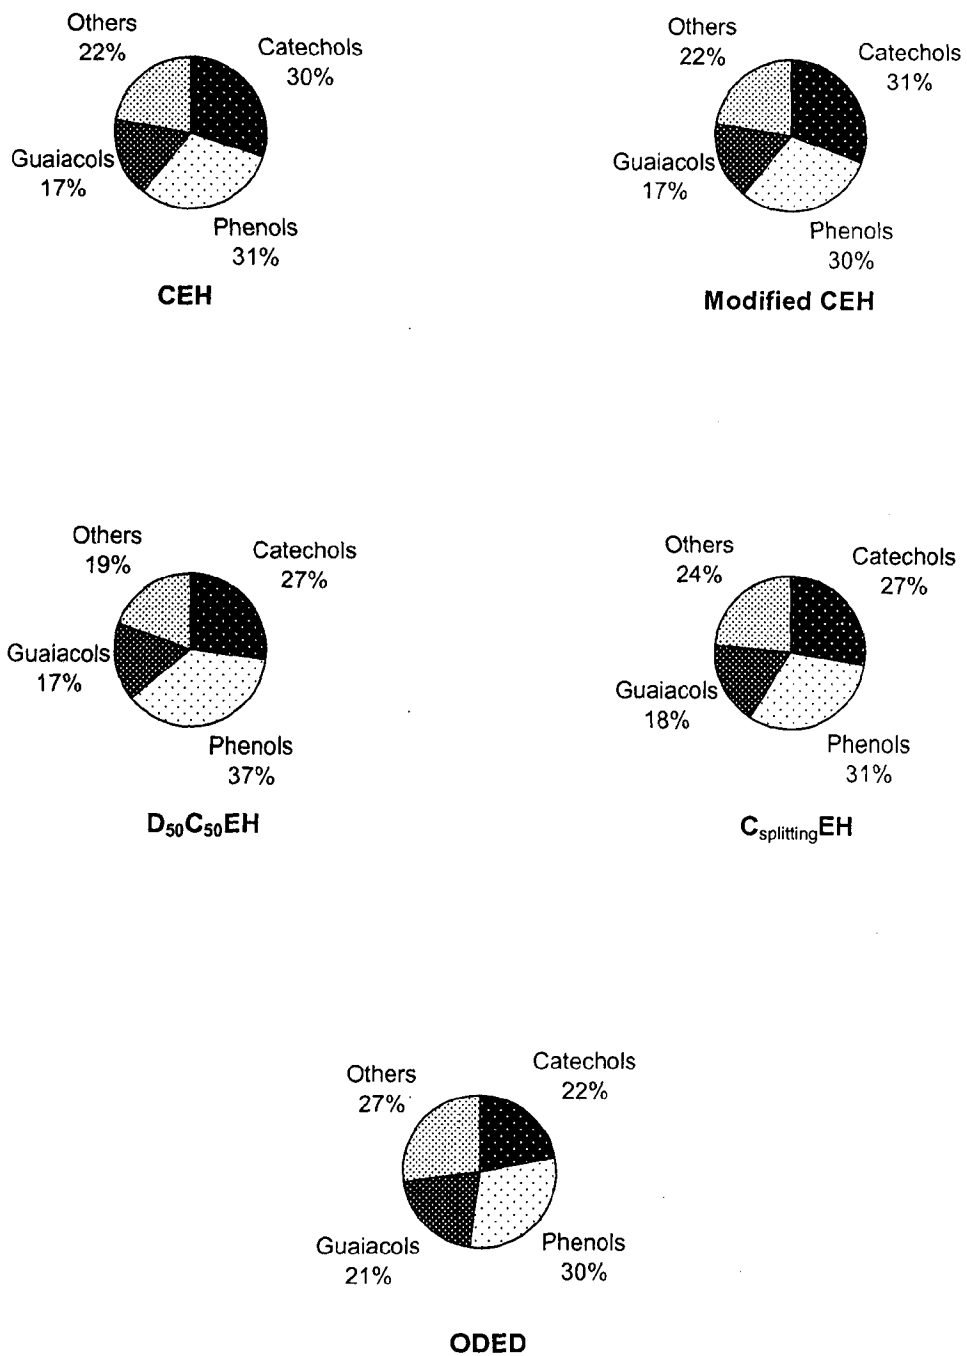 Others
22%
Catechols
30%
Guaiacols
17%
Phenols
31%
CEH
Others
22%
Catechols
31%
Guaiacols
17%
Phenols
30%
Modified CEH
Others
19%
Catechols
27%
Guaiacols
17%
Phenols
37%
D₅₀C₅₀EH
Others
24%
Catechols
27%
Guaiacols
18%
Phenols
31%
CsplittingEH
Others
27%
Catechols
22%
Guaiacols
21%
Phenols
30%
ODED